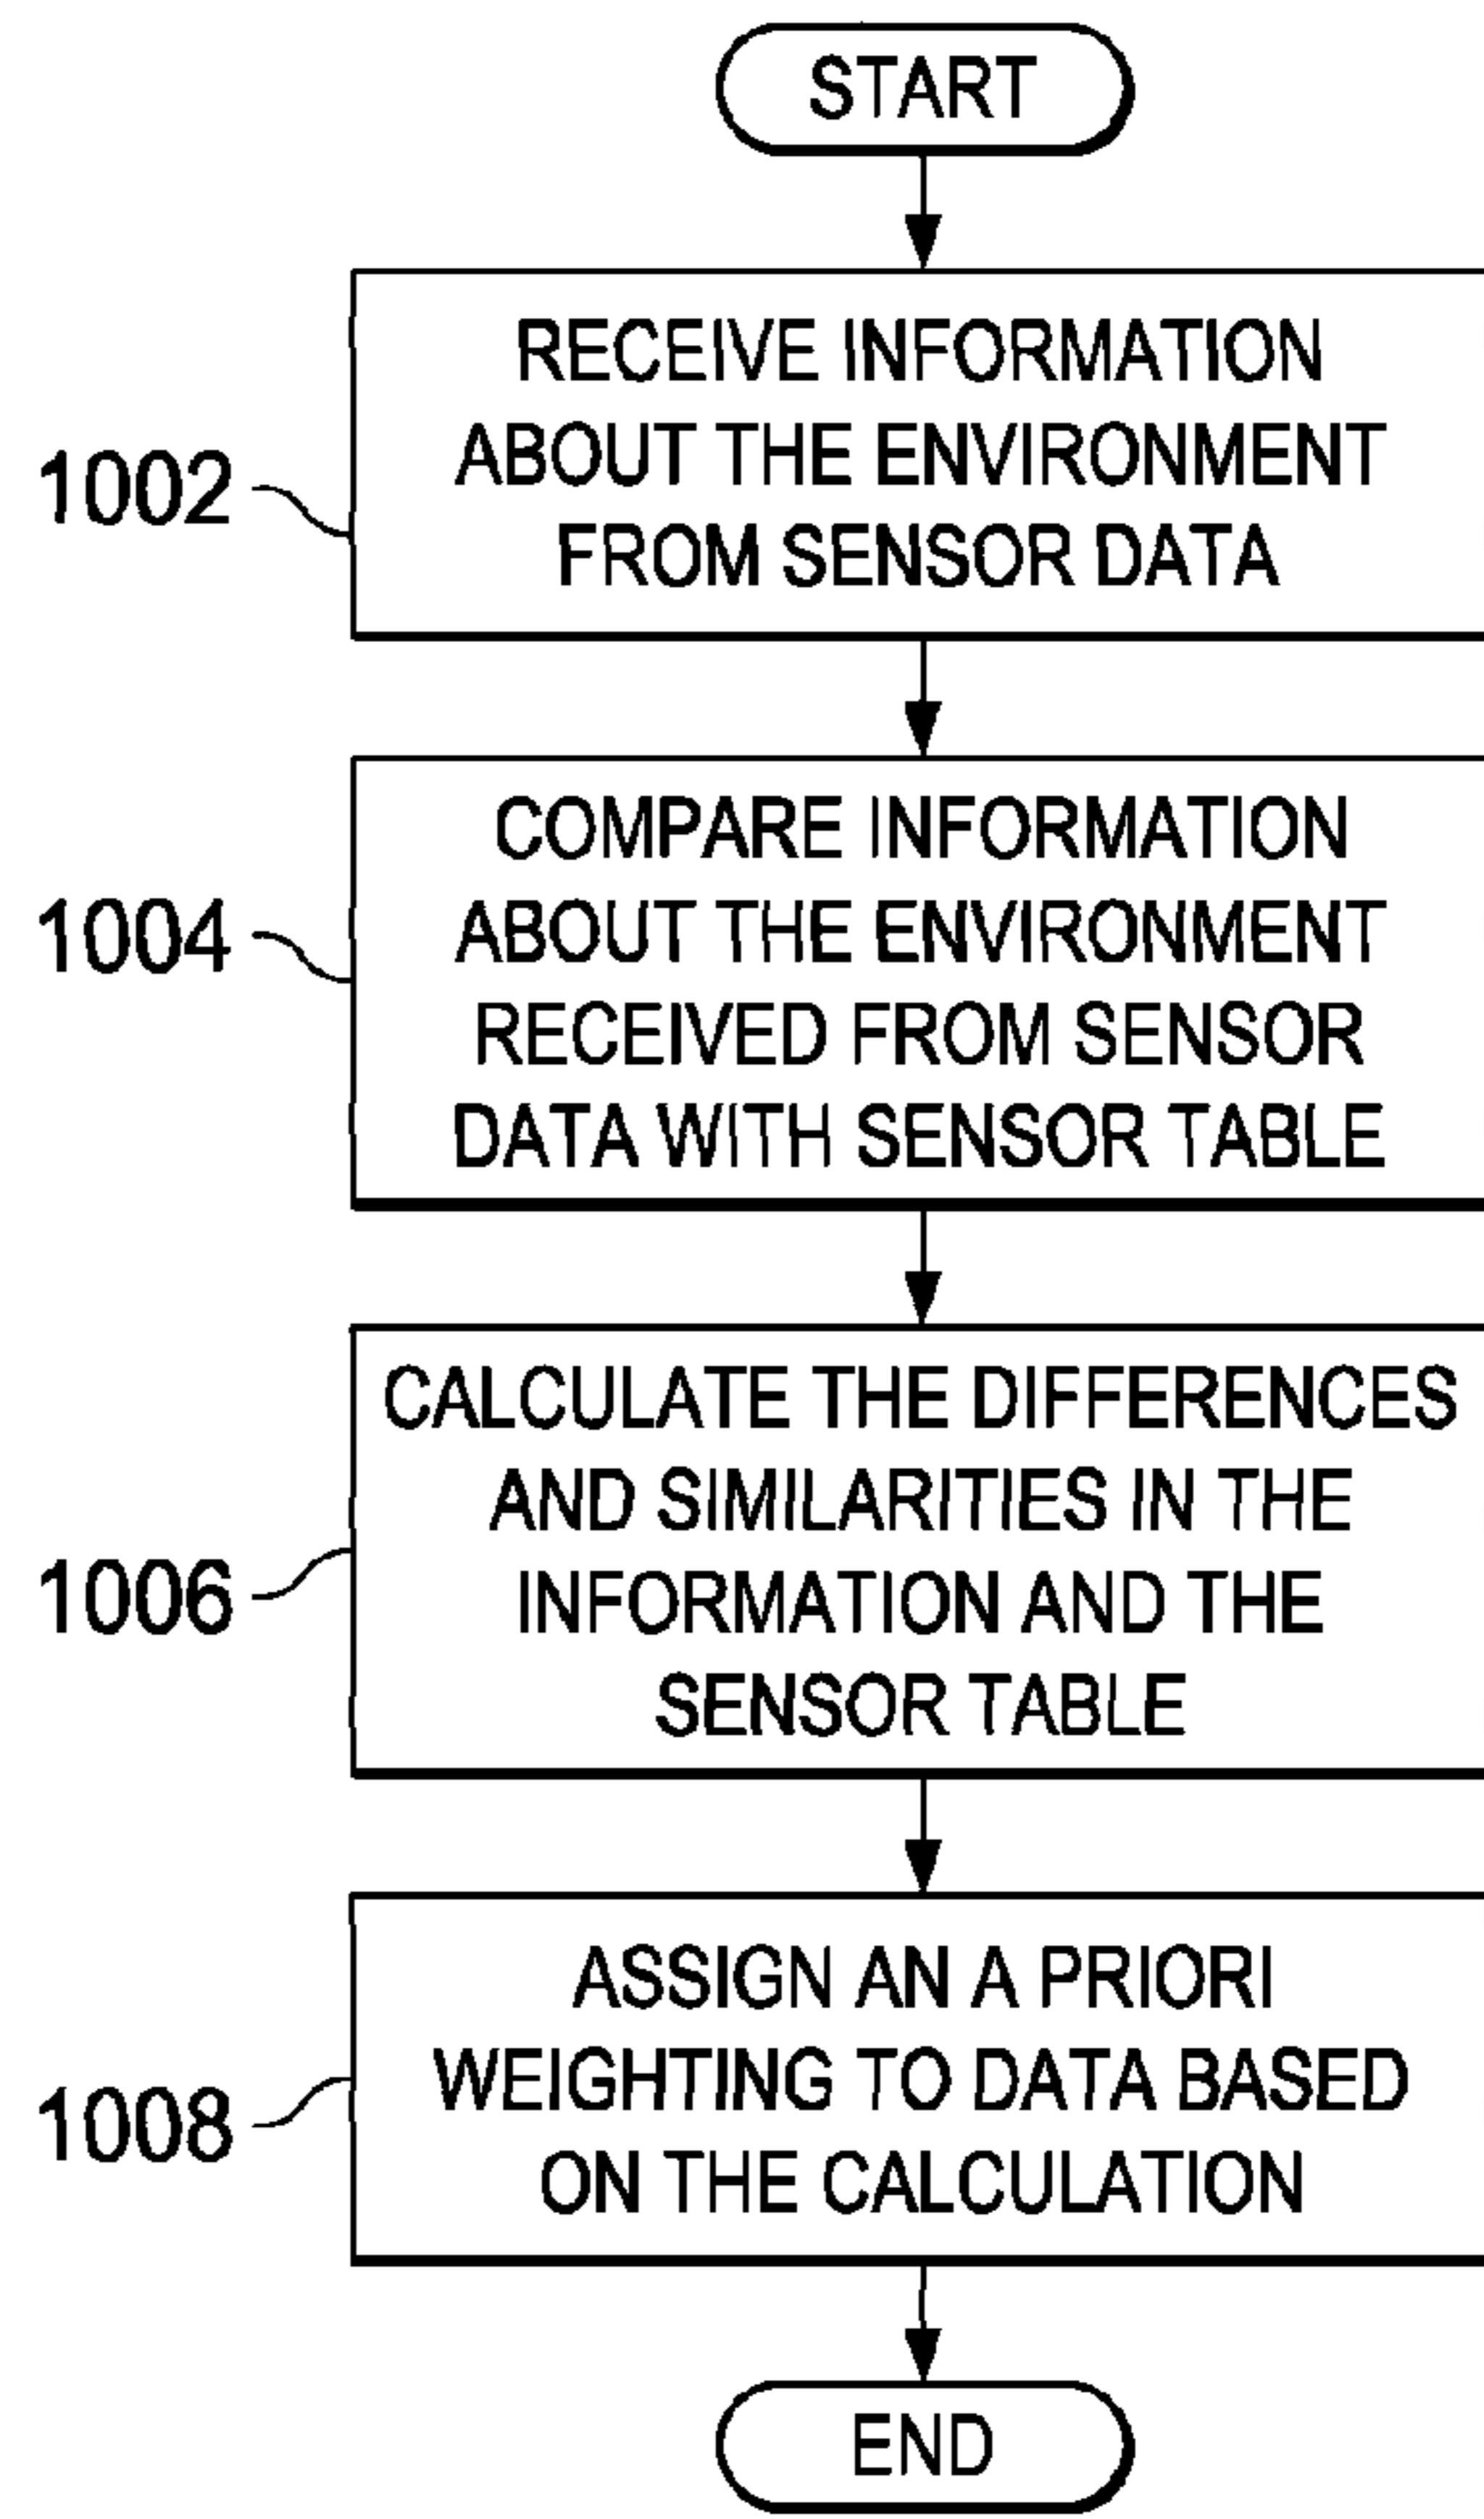 START
RECEIVE INFORMATION
ABOUT THE ENVIRONMENT
FROM SENSOR DATA
1002
COMPARE INFORMATION
ABOUT THE ENVIRONMENT
RECEIVED FROM SENSOR
DATA WITH SENSOR TABLE
1004
CALCULATE THE DIFFERENCES
AND SIMILARITIES IN THE
INFORMATION AND THE
SENSOR TABLE
1006
ASSIGN AN A PRIORI
WEIGHTING TO DATA BASED
ON THE CALCULATION
1008
END